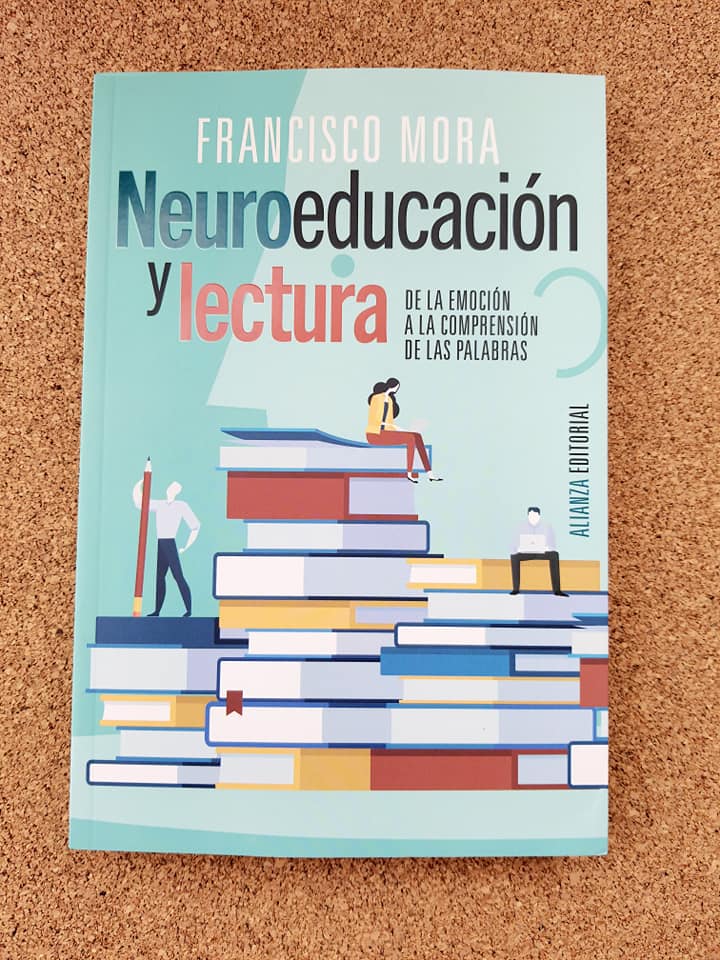 FRANCISCO MORA
Neuroeducación
y lectura
DE LA EMOCIÓN
A LA COMPRENSIÓN
DE LAS PALABRAS
ALIANZA EDITORIAL